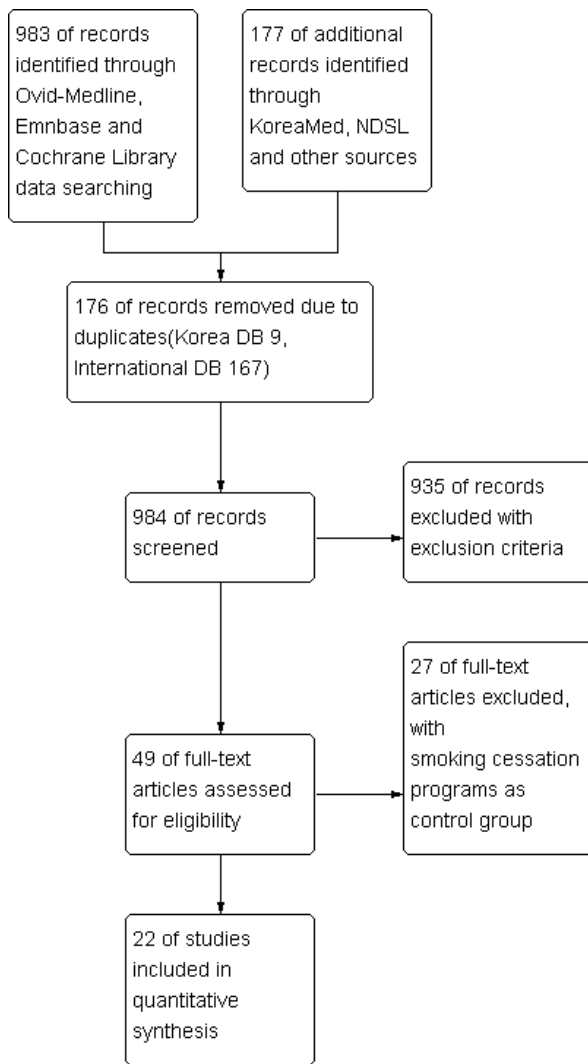 983 of records
identified through
Ovid-Medline,
Emnbase and
Cochrane Library
data searching
177 of additional
records identified
through
KoreaMed, NDSL
and other sources
176 of records removed due to
duplicates(Korea DB 9,
International DB 167)
984 of records
screened
935 of records
excluded with
exclusion criteria
49 of full-text
articles assessed
for eligibility
27 of full-text
articles excluded,
with
smoking cessation
programs as
control group
22 of studies
included in
quantitative
synthesis